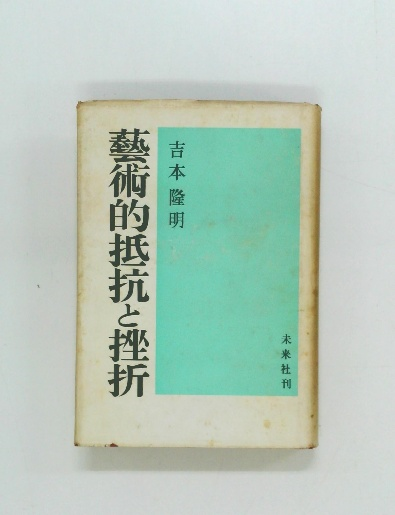 吉本隆明
藝術的抵抗と挫折
未来社刊